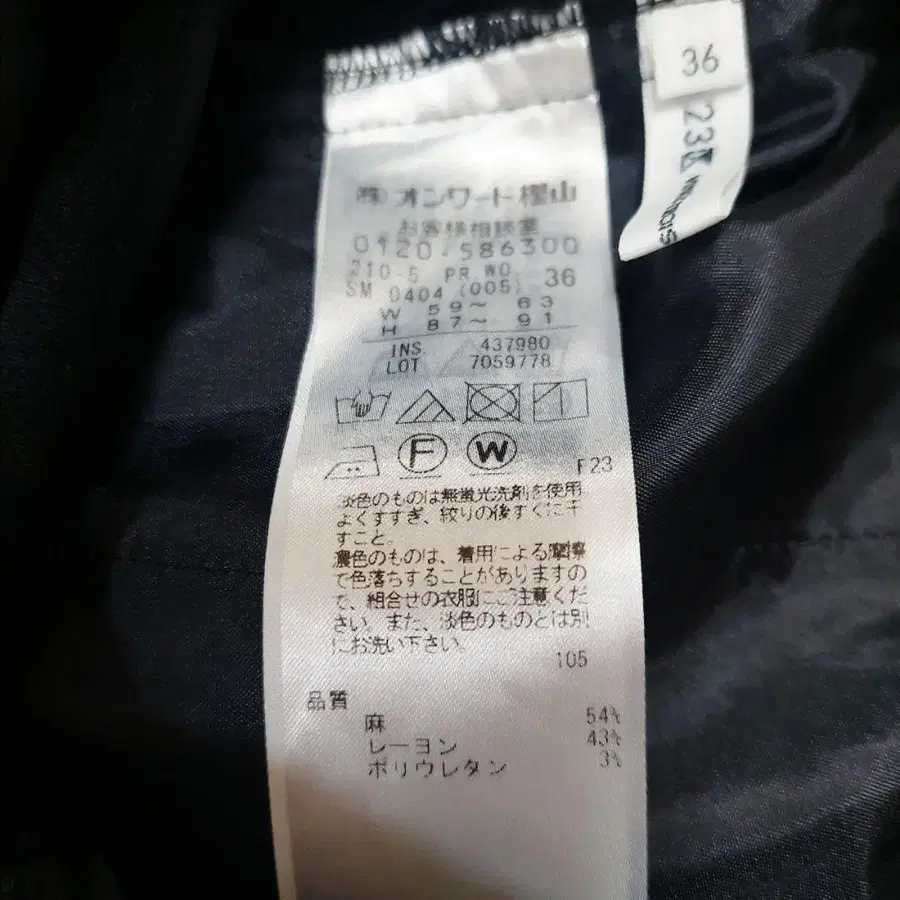 36
23区
㈱オンワード樫山
お客様相談室
0120-586300
210-5 PR.WO. 36
SM 0404 (005)
W 59～ 63
H 87～ 91
INS. 437980
LOT 7059778
F W
F23
淡色のものは無蛍光洗剤を使用
よくすすぎ、絞りの後すぐに干
すこと。
濃色のものは、着用による摩擦
で色落ちすることがありますの
で、組合せの衣服にご注意くだ
さい。また、淡色のものとは別
にお洗い下さい。
105
品質
麻 54%
レーヨン 43%
ポリウレタン 3%